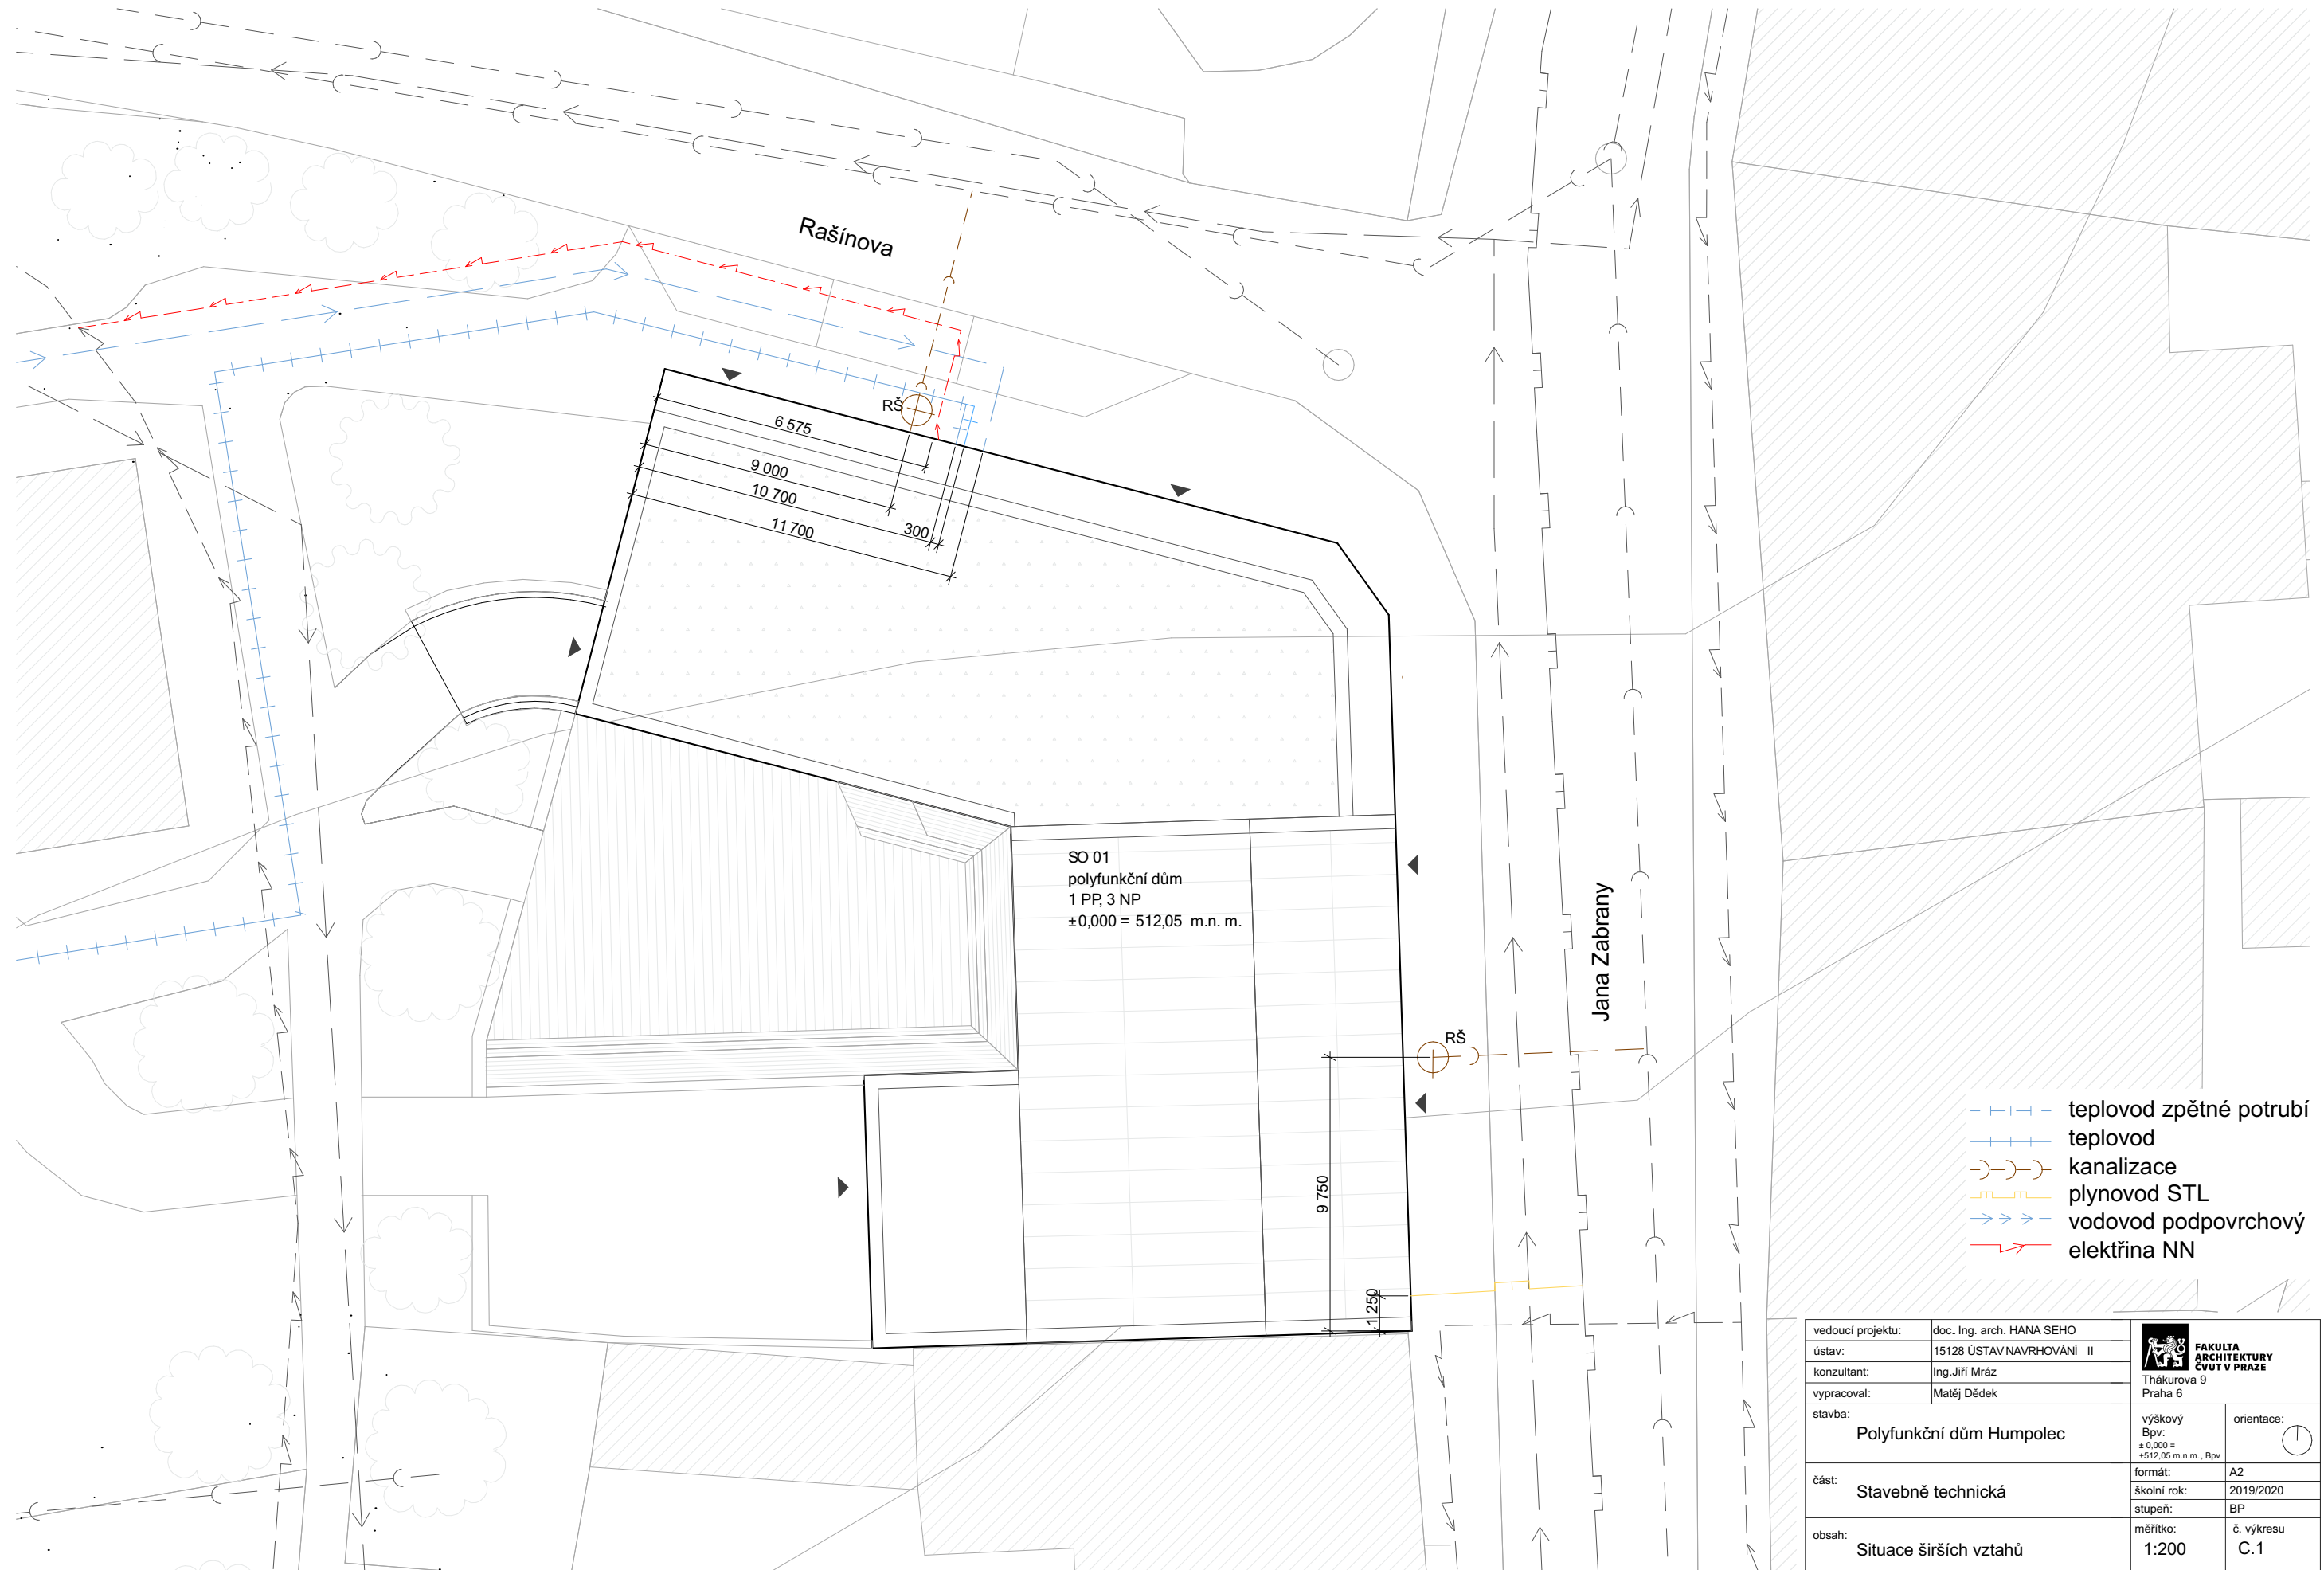 Rašínova
RŠ
6 575
9 000
10 700
300
11 700
SO 01
polyfunkční dům
1 PP, 3 NP
±0,000 = 512,05 m.n. m.
Jana Zabrany
RŠ
9 750
1 250
teplovod zpětné potrubí
teplovod
kanalizace
plynovod STL
vodovod podpovrchový
elektřina NN
vedoucí projektu: doc. Ing. arch. HANA SEHO
ústav: 15128 ÚSTAV NAVRHOVÁNÍ II
konzultant: Ing.Jiří Mráz
vypracoval: Matěj Dědek
FAKULTA
ARCHITEKTURY
ČVUT V PRAZE
Thákurova 9
Praha 6
stavba:
Polyfunkční dům Humpolec
výškový
Bpv:
± 0,000 =
+512,05 m.n.m., Bpv
orientace:
část:
Stavebně technická
formát: A2
školní rok: 2019/2020
stupeň: BP
obsah:
Situace širších vztahů
měřítko:
1:200
č. výkresu
C.1